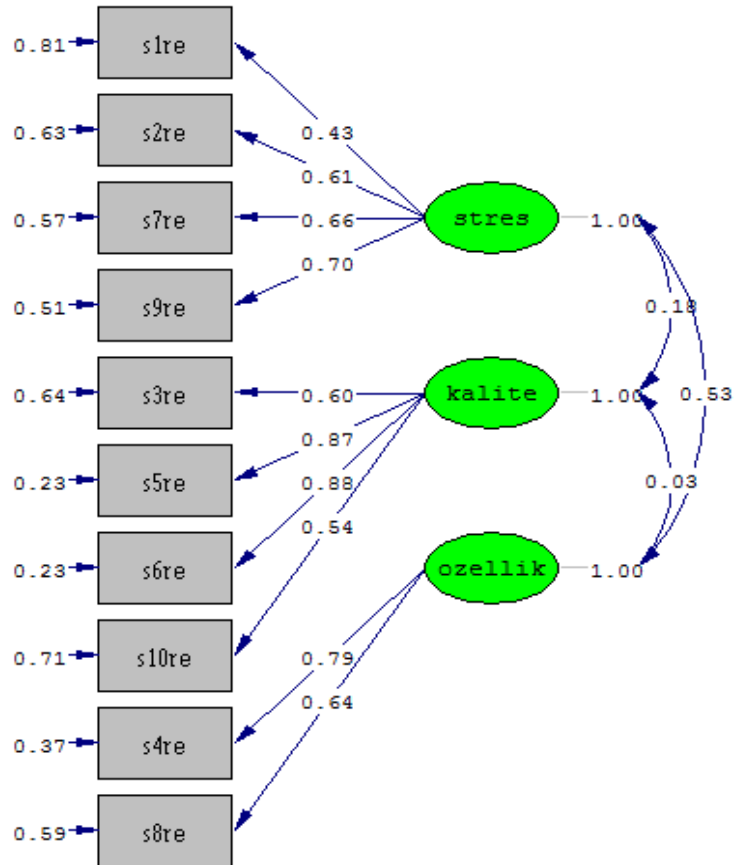 0.81 s1re
0.43
0.63 s2re
0.61
0.57 s7re 0.66 stres 1.00
0.70
0.51 s9re 0.18
0.64 s3re 0.60 kalite 1.00 0.53
0.87
0.23 s5re 0.88 0.03
0.54
0.23 s6re ozellik 1.00
0.71 s10re 0.79
0.64
0.37 s4re
0.59 s8re